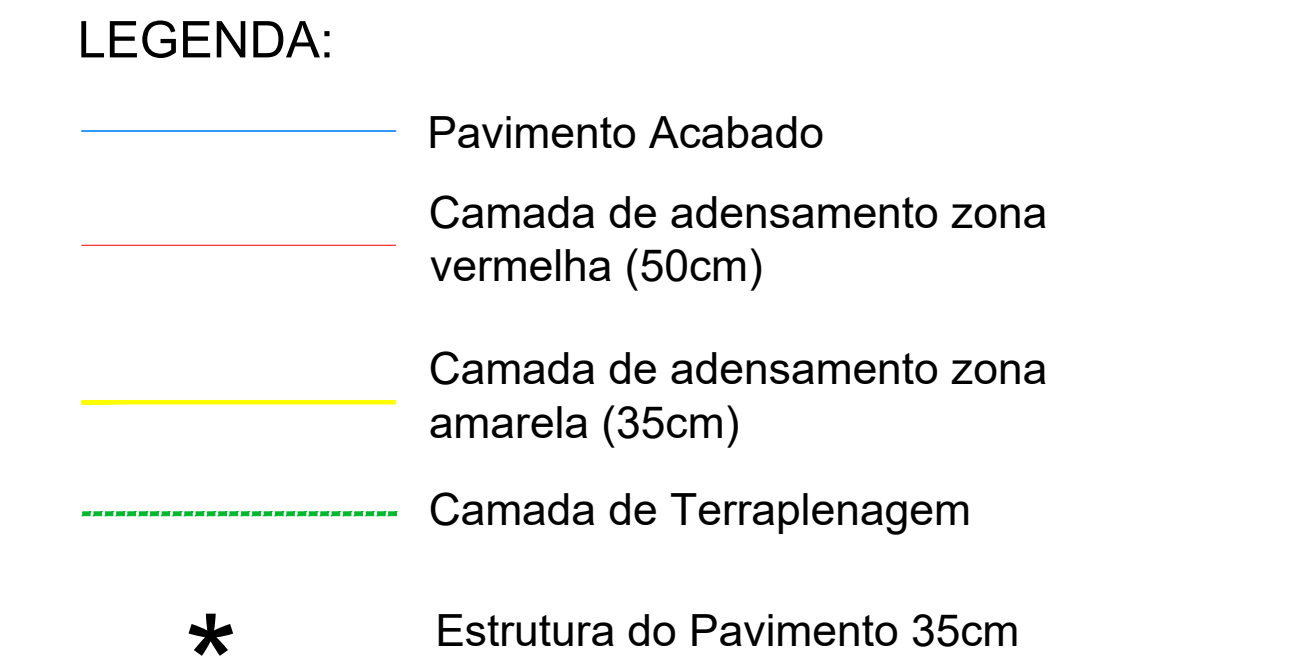 LEGENDA:
Pavimento Acabado
Camada de adensamento zona
vermelha (50cm)
Camada de adensamento zona
amarela (35cm)
Camada de Terraplenagem
* Estrutura do Pavimento 35cm